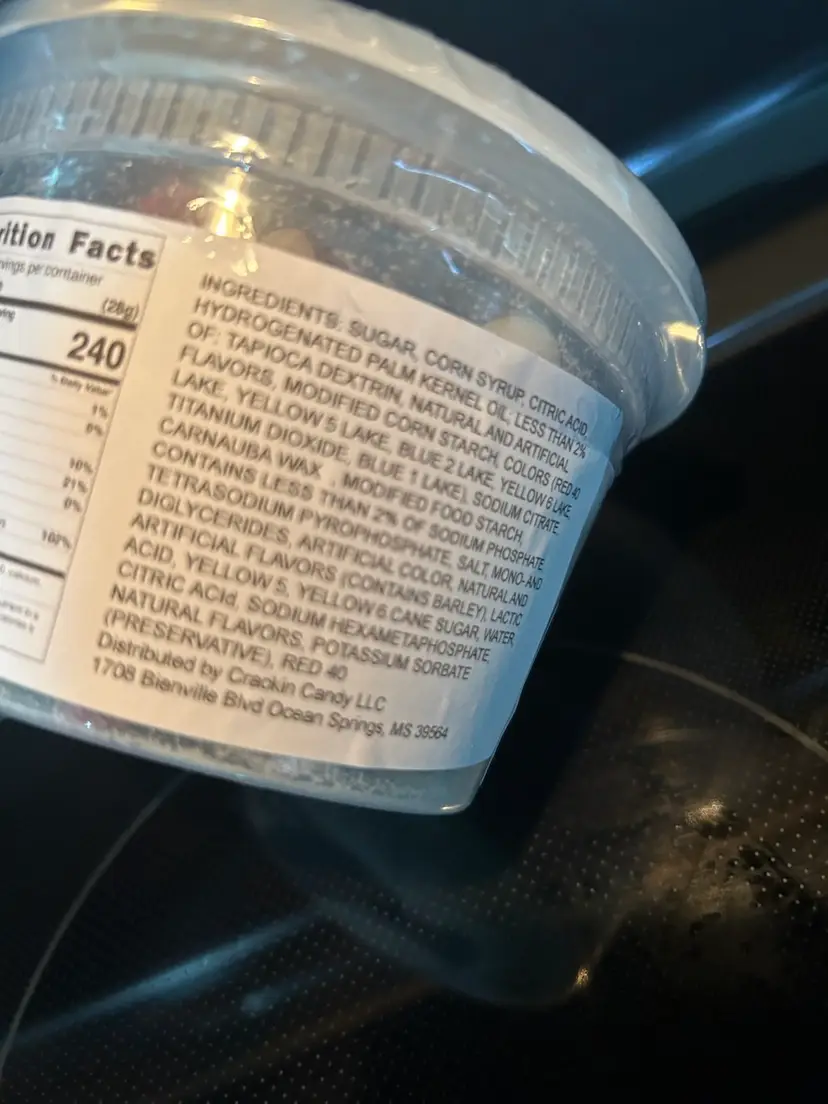 rition Facts
vings per container
(28g)
240
% Daily Value*
1%
0%
10%
21%
0%
102%
INGREDIENTS: SUGAR, CORN SYRUP, CITRIC ACID,
HYDROGENATED PALM KERNEL OIL; LESS THAN 2%
OF: TAPIOCA DEXTRIN, NATURAL AND ARTIFICIAL
FLAVORS, MODIFIED CORN STARCH, COLORS (RED 40
LAKE, YELLOW 5 LAKE, BLUE 2 LAKE, YELLOW 6 LAKE,
TITANIUM DIOXIDE, BLUE 1 LAKE), SODIUM CITRATE,
CARNAUBA WAX , MODIFIED FOOD STARCH,
CONTAINS LESS THAN 2% OF SODIUM PHOSPHATE,
TETRASODIUM PYROPHOSPHATE, SALT, MONO- AND
DIGLYCERIDES, ARTIFICIAL COLOR, NATURAL AND
ARTIFICIAL FLAVORS (CONTAINS BARLEY), LACTIC
ACID, YELLOW 5, YELLOW 6 CANE SUGAR, WATER,
CITRIC ACId, SODIUM HEXAMETAPHOSPHATE,
NATURAL FLAVORS, POTASSIUM SORBATE
(PRESERVATIVE), RED 40
Distributed by Crackin Candy LLC
1708 Bienville Blvd Ocean Springs, MS 39564